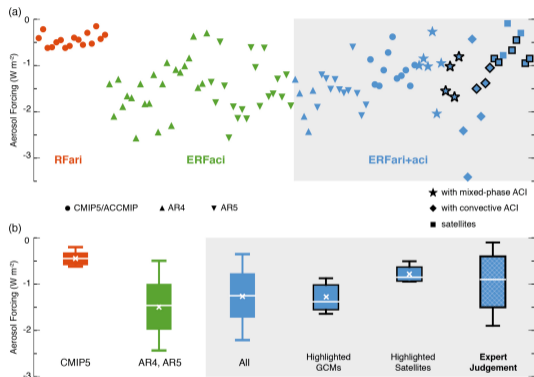 (a)
0
-1
-2
-3
Aerosol Forcing (W m⁻²)
RFari
ERFaci
ERFari+aci
CMIP5/ACCMIP
AR4
AR5
with mixed-phase ACI
with convective ACI
satellites
(b)
0
-1
-2
-3
Aerosol Forcing (W m⁻²)
CMIP5
AR4, AR5
All
Highlighted
GCMs
Highlighted
Satellites
Expert
Judgement